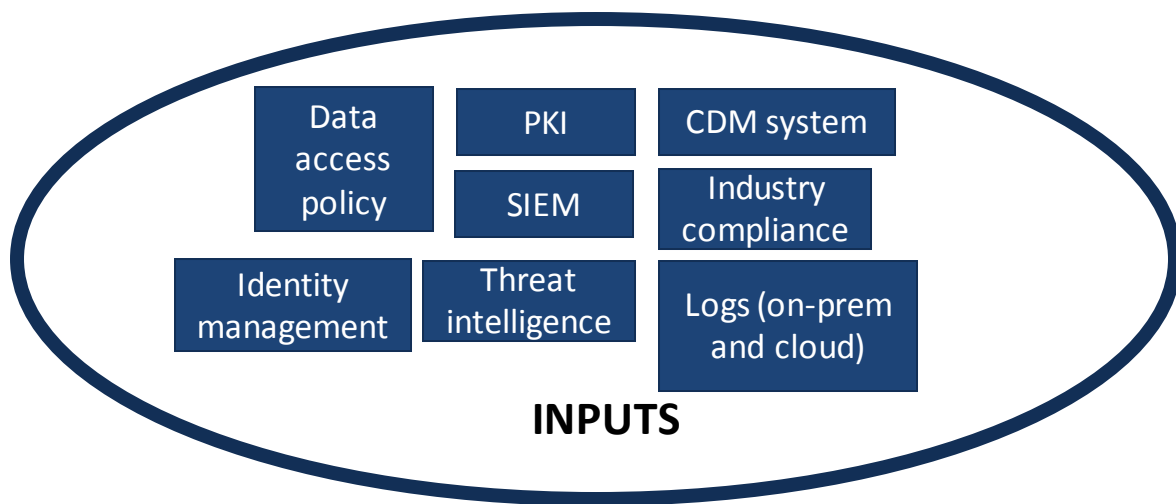 Data
access
policy
PKI
CDM system
SIEM
Industry
compliance
Identity
management
Threat
intelligence
Logs (on-prem
and cloud)
INPUTS